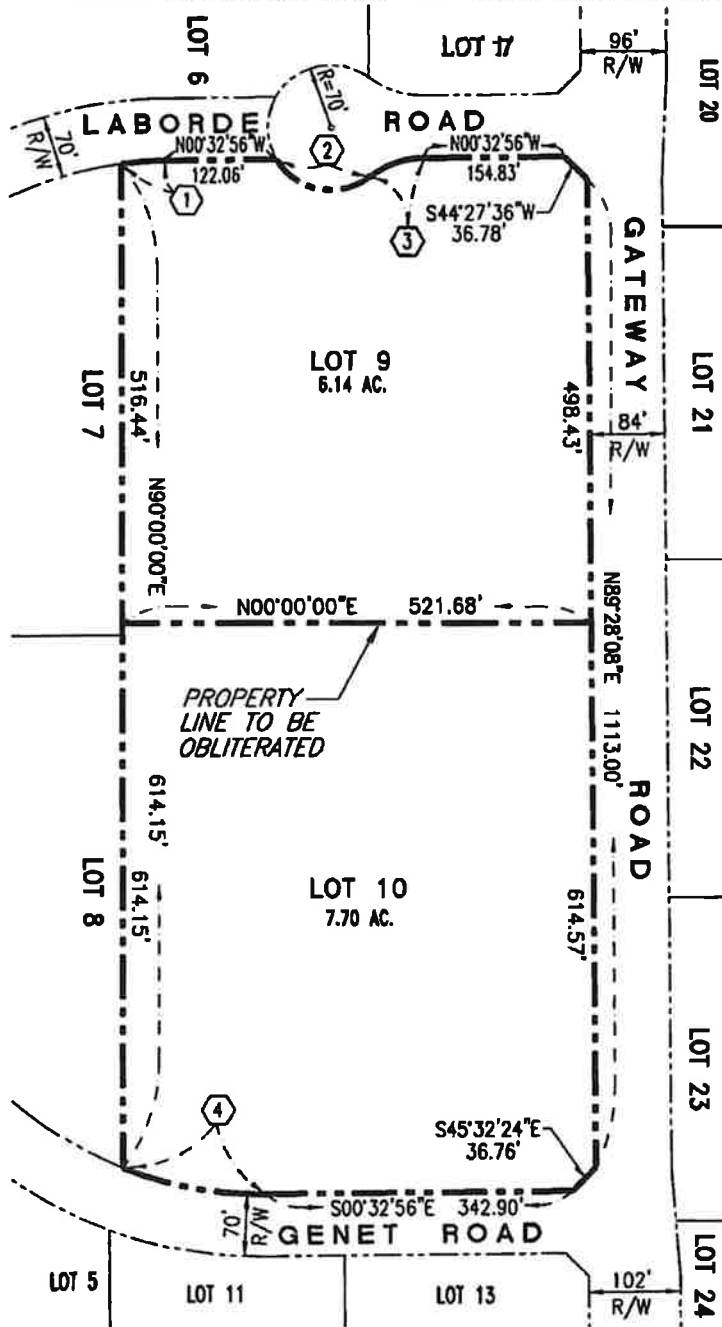 LOT 6
LOT 17
96'
R/W
LOT 20
R=70'
LABORDE ROAD
70'
R/W
N00°32'56"W
122.06'
2
N00°32'56"W
154.83'
1
3
S44°27'36"W
36.78'
GATEWAY
LOT 9
6.14 AC.
LOT 7
516.44'
498.43'
84'
R/W
LOT 21
N90°00'00"E
N00°00'00"E 521.68'
N89°28'08"E 1113.00'
PROPERTY
LINE TO BE
OBLITERATED
LOT 22
ROAD
614.15'
LOT 8
614.15'
LOT 10
7.70 AC.
614.57'
LOT 23
4
S45°32'24"E
36.76'
S00°32'56"E 342.90'
70'
R/W
GENET ROAD
LOT 5
LOT 11
LOT 13
102'
R/W
LOT 24